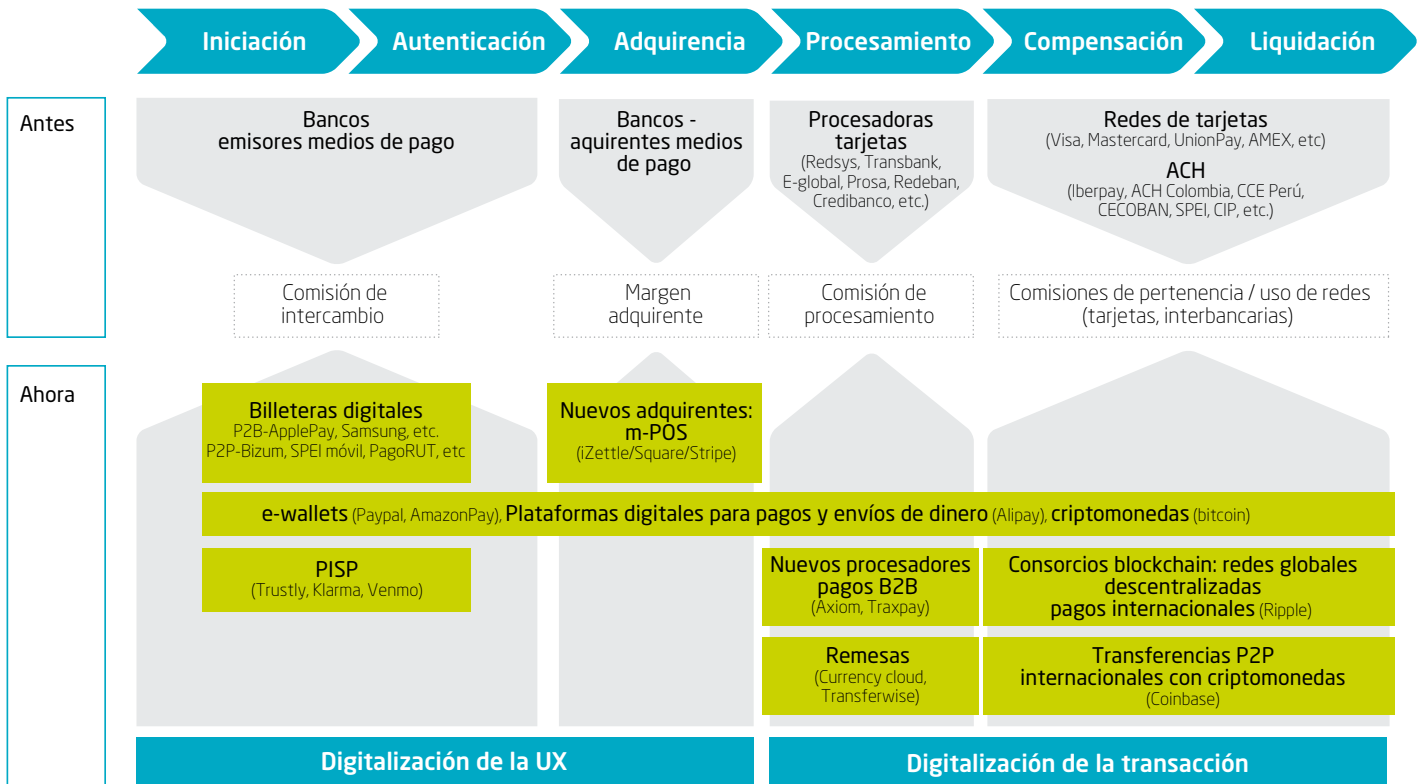 Iniciación
Autenticación
Adquirencia
Procesamiento
Compensación
Liquidación
Antes
Bancos
emisores medios de pago
Bancos -
aquirentes medios
de pago
Procesadoras
tarjetas
(Redsys, Transbank,
E-global, Prosa, Redeban,
Credibanco, etc.)
Redes de tarjetas
(Visa, Mastercard, UnionPay, AMEX, etc)
ACH
(Iberpay, ACH Colombia, CCE Perú,
CECOBAN, SPEI, CIP, etc.)
Comisión de
intercambio
Margen
adquirente
Comisión de
procesamiento
Comisiones de pertenencia / uso de redes
(tarjetas, interbancarias)
Ahora
Billeteras digitales
P2B-ApplePay, Samsung, etc.
P2P-Bizum, SPEI móvil, PagoRUT, etc
Nuevos adquirentes:
m-POS
(iZettle/Square/Stripe)
e-wallets (Paypal, AmazonPay), Plataformas digitales para pagos y envíos de dinero (Alipay), criptomonedas (bitcoin)
PISP
(Trustly, Klarma, Venmo)
Nuevos procesadores
pagos B2B
(Axiom, Traxpay)
Consorcios blockchain: redes globales
descentralizadas
pagos internacionales (Ripple)
Remesas
(Currency cloud,
Transferwise)
Transferencias P2P
internacionales con criptomonedas
(Coinbase)
Digitalización de la UX
Digitalización de la transacción